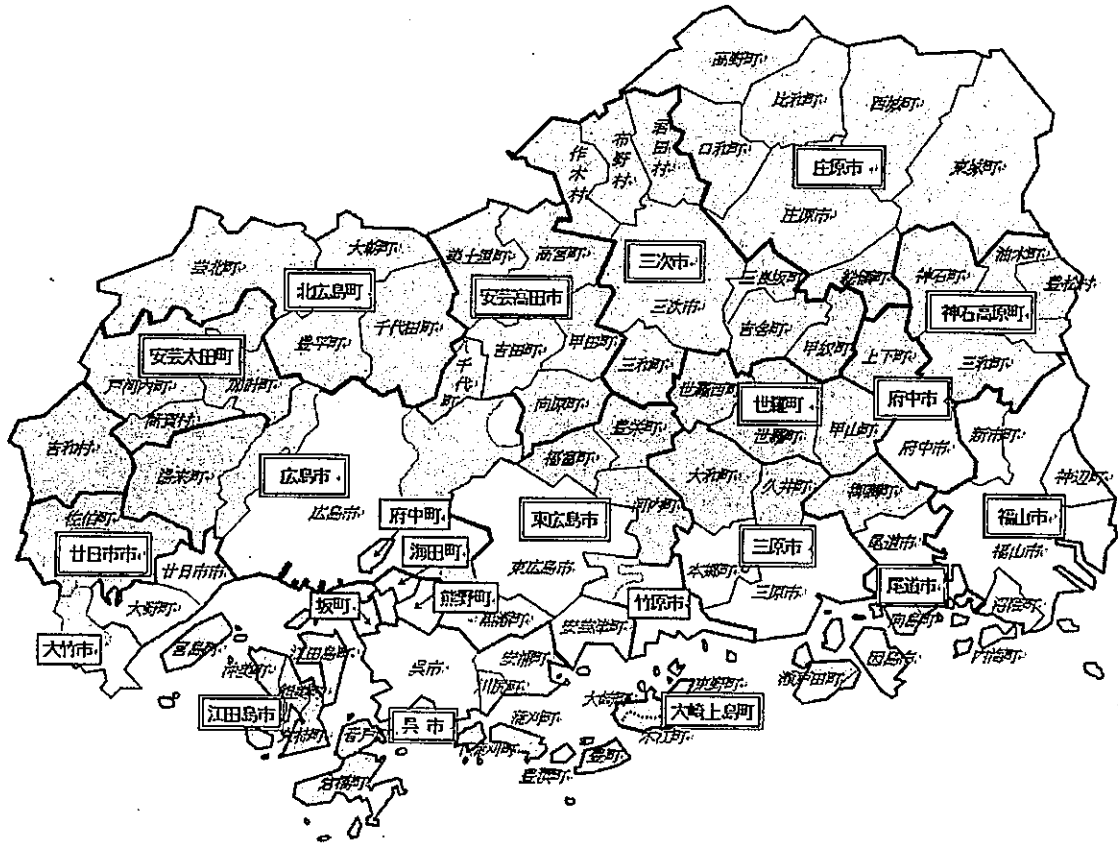 高野町
比和町
西城町
君田村
布野村
作木村
口和町
庄原市
東城町
庄原市
大朝町
美土里町
高宮町
芸北町
三次市
三良坂町
総領町
神石町
油木町
豊松村
北広島町
安芸高田市
三次市
神石高原町
吉舎町
千代田町
豊平町
吉田町
甲田町
八千代町
三和町
甲奴町
上下町
三和町
安芸太田町
戸河内町
加計町
筒賀村
世羅西町
世羅町
府中市
向原町
豊栄町
世羅町
甲山町
府中市
新市町
神辺町
吉和村
湯来町
広島市
広島市
福富町
大和町
久井町
御調町
河内町
府中町
東広島市
福山市
福山市
佐伯町
廿日市市
廿日市市
海田町
三原市
尾道市
東広島市
本郷町
三原市
尾道市
大野町
坂町
熊野町
黒瀬町
竹原市
安芸津町
向島町
沼隈町
内海町
大竹市
宮島町
江田島町
呉市
安浦町
川尻町
因島市
瀬戸田町
東野町
沖美町
能美町
大柿町
江田島市
音戸町
呉市
蒲刈町
下蒲刈町
大崎町
大崎上島町
木江町
豊町
豊浜町
倉橋町